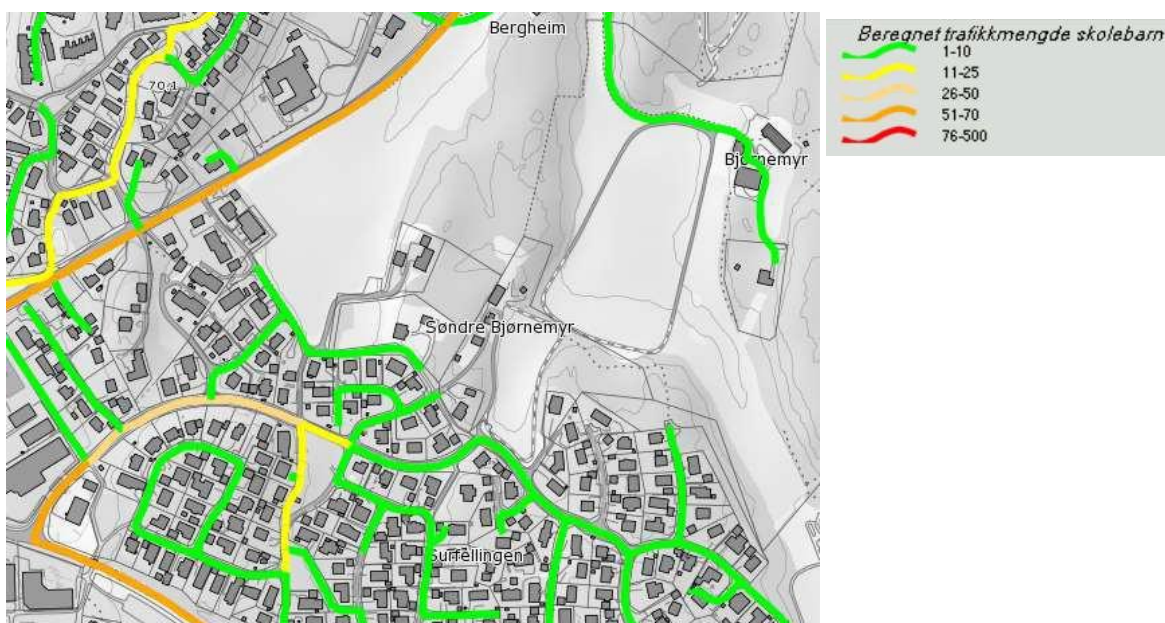 Bergheim
70:1
Bjørnemyr
Søndre Bjørnemyr
Surfellingen
Beregnet trafikkmengde skolebarn
1-10
11-25
26-50
51-70
76-500